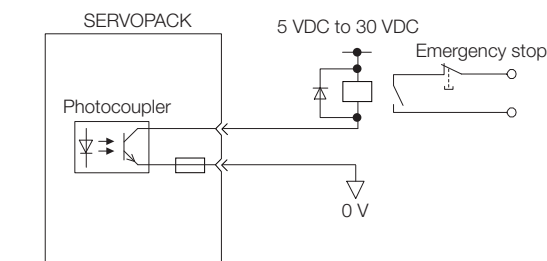 SERVOPACK
5 VDC to 30 VDC
Emergency stop
Photocoupler
0 V